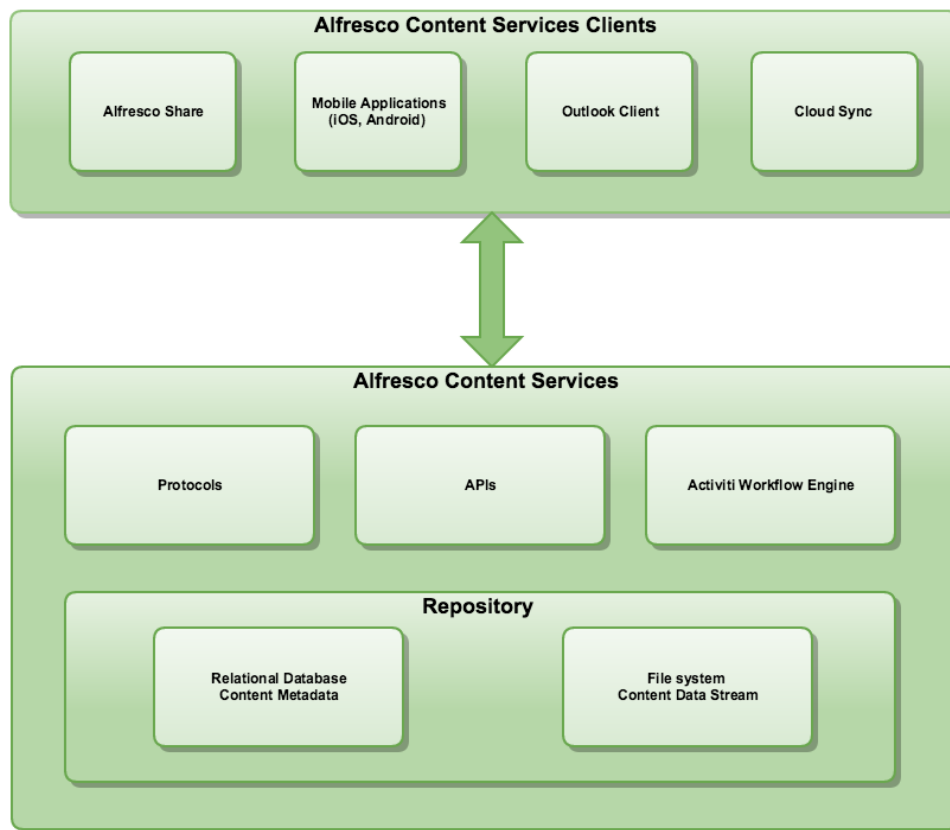 Alfresco Content Services Clients
Alfresco Share
Mobile Applications
(iOS, Android)
Outlook Client
Cloud Sync
Alfresco Content Services
Protocols
APIs
Activiti Workflow Engine
Repository
Relational Database
Content Metadata
File system
Content Data Stream